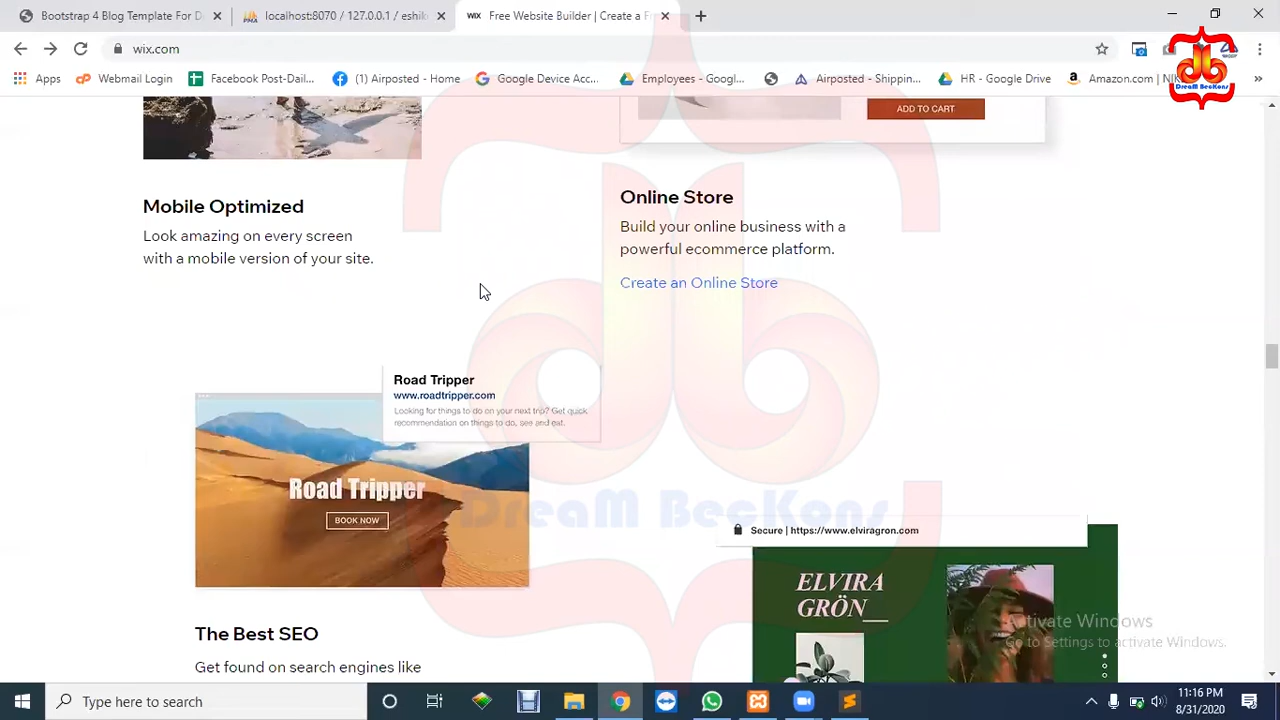 Bootstrap 4 Blog Template For D
localhost:8070 / 127.0.0.1 / eshik
WIX Free Website Builder | Create a F
wix.com
Apps
Webmail Login
Facebook Post-Dail...
(1) Airposted - Home
Google Device Acc...
Employees - Googl...
Airposted - Shippin...
HR - Google Drive
Amazon.com | NIK
DreaM BecKons
ADD TO CART
Mobile Optimized
Look amazing on every screen
with a mobile version of your site.
Online Store
Build your online business with a
powerful ecommerce platform.
Create an Online Store
Road Tripper
www.roadtripper.com
Looking for things to do on your next trip? Get quick
recommendation on things to do, see and eat.
Road Tripper
BOOK NOW
DreaM BecKons
Secure | https://www.elviragron.com
ELVIRA
GRÖN__
The Best SEO
Get found on search engines like
Activate Windows
Go to Settings to activate Windows.
Type here to search
11:16 PM
8/31/2020